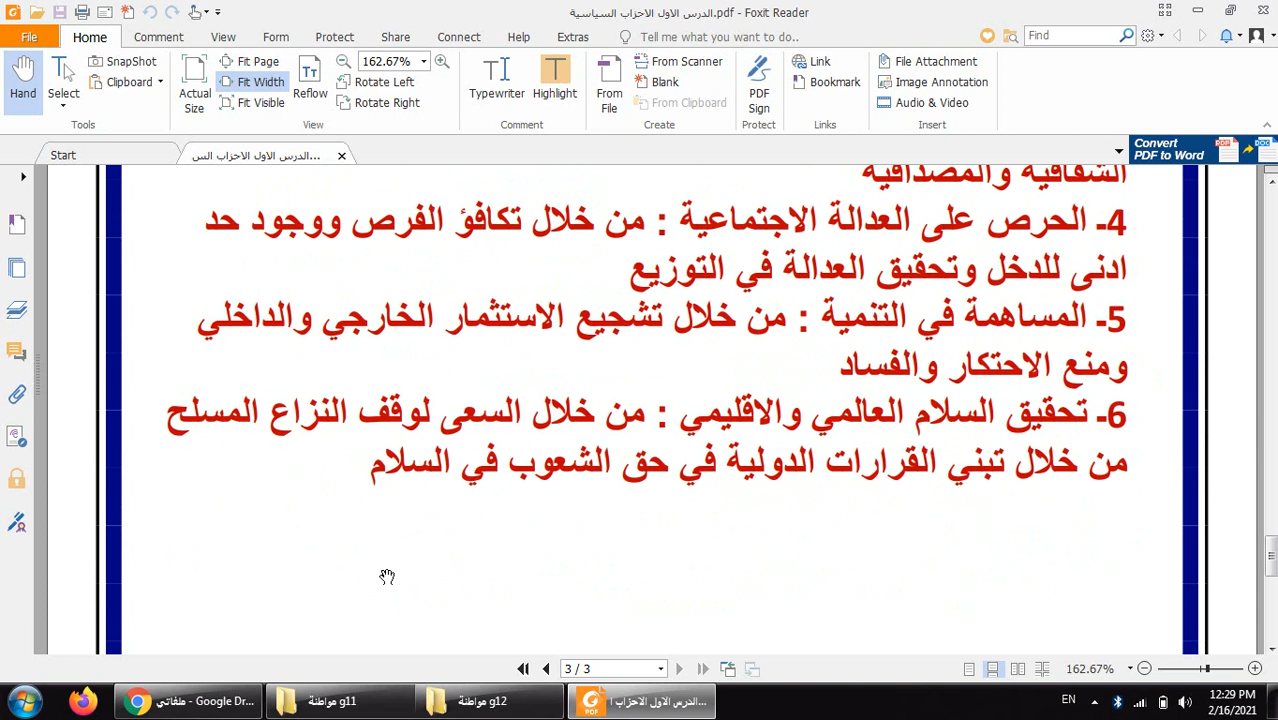 الدرس الاول الاحزاب السياسية.pdf - Foxit Reader
File Home Comment View Form Protect Share Connect Help Extras Tell me what you want to do.. Find
Hand
Select
SnapShot
Clipboard
Tools
Actual Size
Fit Page
Fit Width
Fit Visible
Reflow
162.67%
Rotate Left
Rotate Right
View
Typewriter
Highlight
Comment
From File
From Scanner
Blank
From Clipboard
Create
PDF Sign
Protect
Link
Bookmark
Links
File Attachment
Image Annotation
Audio & Video
Insert
Start
الدرس الاول الاحزاب الس...
Convert PDF to Word
الشفافية والمصداقية
4ـ الحرص على العدالة الاجتماعية : من خلال تكافؤ الفرص ووجود حد
ادنى للدخل وتحقيق العدالة في التوزيع
5ـ المساهمة في التنمية : من خلال تشجيع الاستثمار الخارجي والداخلي
ومنع الاحتكار والفساد
6ـ تحقيق السلام العالمي والاقليمي : من خلال السعى لوقف النزاع المسلح
من خلال تبني القرارات الدولية في حق الشعوب في السلام
3 / 3
162.67%
ملفاتي - Google Dr...
مواطنة g11
مواطنة g12
الدرس الاول الاحزاب ا...
EN
12:29 PM
2/16/2021